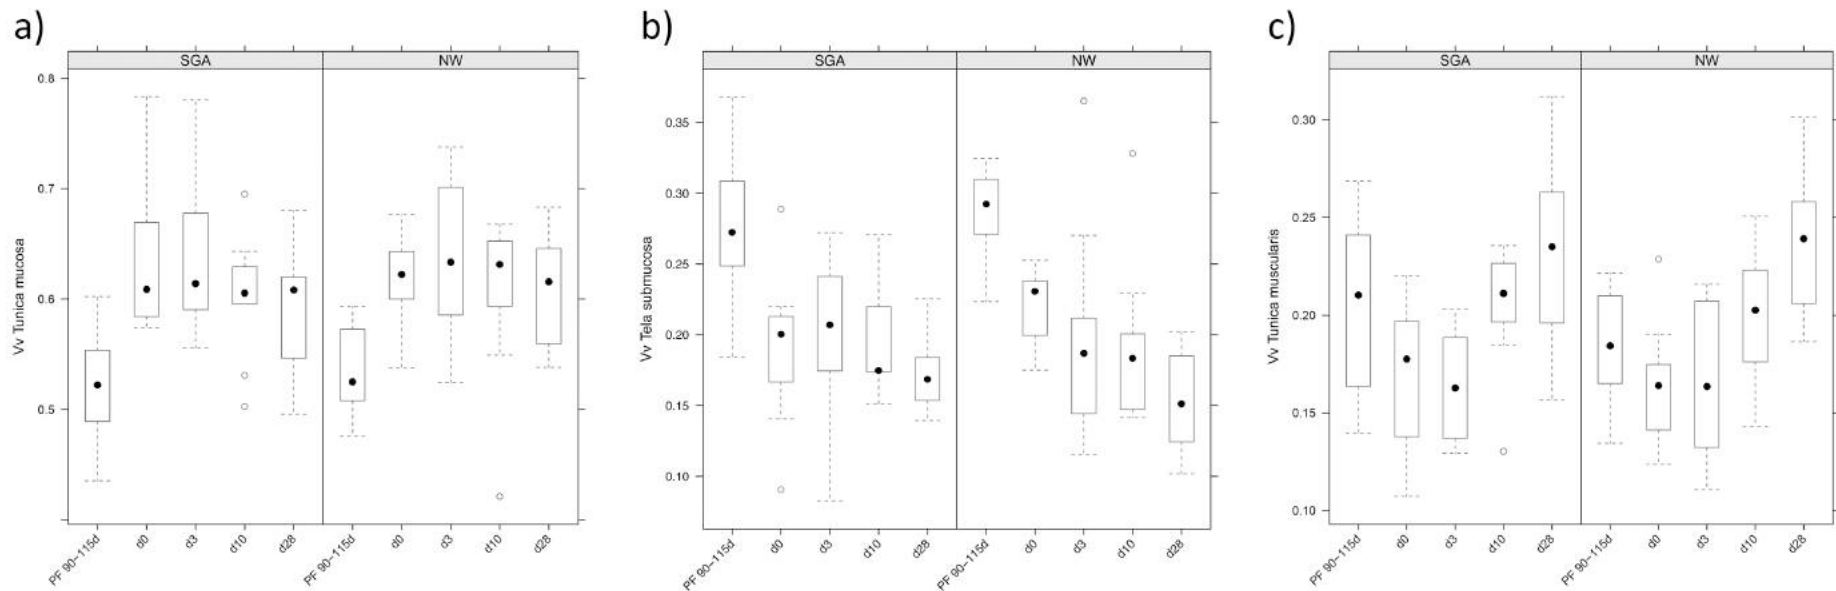 a)
SGA NW
0.8
0.7
0.6
0.5
Vv Tunica mucosa
PF 90-115d d0 d3 d10 d28 PF 90-115d d0 d3 d10 d28
b)
SGA NW
0.35
0.30
0.25
0.20
0.15
0.10
Vv Tela submucosa
PF 90-115d d0 d3 d10 d28 PF 90-115d d0 d3 d10 d28
c)
SGA NW
0.30
0.25
0.20
0.15
0.10
Vv Tunica muscularis
PF 90-115d d0 d3 d10 d28 PF 90-115d d0 d3 d10 d28